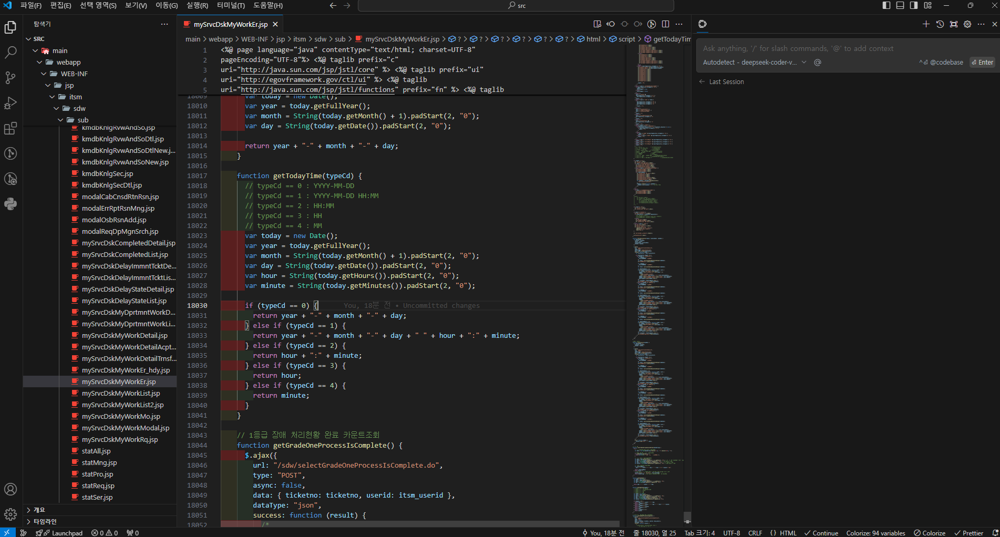 파일(F) 편집(E) 선택 영역(S) 보기(V) 이동(G) 실행(R) 터미널(T) 도움말(H)
src
탐색기
SRC
main
webapp
WEB-INF
jsp
itsm
sdw
sub
kmdbKnlgRvwAndSo.jsp
kmdbKnlgRvwAndSoDtl.jsp
kmdbKnlgRvwAndSoDtlNew.j...
kmdbKnlgRvwAndSoNew.jsp
kmdbKnlgSec.jsp
kmdbKnlgSecDtl.jsp
modalCabCnsdRtnRsn.jsp
modalErrRptRsnMng.jsp
modalOsbRsnAdd.jsp
modalReqDpMgnSrch.jsp
mySrvcDskCompletedDetail.jsp
mySrvcDskCompletedList.jsp
mySrvcDskDelayImmntTcktDe...
mySrvcDskDelayImmntTcktLis...
mySrvcDskDelayStateDetail.jsp
mySrvcDskDelayStateList.jsp
mySrvcDskMyDprtmntWorkD...
mySrvcDskMyDprtmntWorkLi...
mySrvcDskMyWorkDetail.jsp
mySrvcDskMyWorkDetailAcpt...
mySrvcDskMyWorkDetailTrnsf...
mySrvcDskMyWorkEr_hdy.jsp
mySrvcDskMyWorkEr.jsp
mySrvcDskMyWorkList.jsp
mySrvcDskMyWorkList2.jsp
mySrvcDskMyWorkMo.jsp
mySrvcDskMyWorkModal.jsp
mySrvcDskMyWorkRq.jsp
statAll.jsp
statMng.jsp
statPro.jsp
statReq.jsp
statSer.jsp
개요
타임라인
mySrvcDskMyWorkEr.jsp
main > webapp > WEB-INF > jsp > itsm > sdw > sub > mySrvcDskMyWorkEr.jsp > ? > ? > ? > ? > ? > ? > html > script > getTodayTim
1 <%@ page language="java" contentType="text/html; charset=UTF-8"
2 pageEncoding="UTF-8"%> <%@ taglib prefix="c"
3 uri="http://java.sun.com/jsp/jstl/core" %> <%@ taglib prefix="ui"
4 uri="http://egovframework.gov/ctl/ui" %> <%@ taglib
5 uri="http://java.sun.com/jsp/jstl/functions" prefix="fn" %> <%@ taglib
18009 var today = new Date();
18010 var year = today.getFullYear();
18011 var month = String(today.getMonth() + 1).padStart(2, "0");
18012 var day = String(today.getDate()).padStart(2, "0");
18013
18014 return year + "-" + month + "-" + day;
18015 }
18016
18017 function getTodayTime(typeCd) {
18018 // typeCd == 0 : YYYY-MM-DD
18019 // typeCd == 1 : YYYY-MM-DD HH:MM
18020 // typeCd == 2 : HH:MM
18021 // typeCd == 3 : HH
18022 // typeCd == 4 : MM
18023 var today = new Date();
18024 var year = today.getFullYear();
18025 var month = String(today.getMonth() + 1).padStart(2, "0");
18026 var day = String(today.getDate()).padStart(2, "0");
18027 var hour = String(today.getHours()).padStart(2, "0");
18028 var minute = String(today.getMinutes()).padStart(2, "0");
18029
18030 if (typeCd == 0) { You, 18분 전 • Uncommitted changes
18031 return year + "-" + month + "-" + day;
18032 } else if (typeCd == 1) {
18033 return year + "-" + month + "-" + day + " " + hour + ":" + minute;
18034 } else if (typeCd == 2) {
18035 return hour + ":" + minute;
18036 } else if (typeCd == 3) {
18037 return hour;
18038 } else if (typeCd == 4) {
18039 return minute;
18040 }
18041 }
18042
18043 // 1등급 장애 처리현황 완료 카운트조회
18044 function getGradeOneProcessIsComplete() {
18045 $.ajax({
18046 url: "/sdw/selectGradeOneProcessIsComplete.do",
18047 type: "POST",
18048 async: false,
18049 data: { ticketno: ticketno, userid: itsm_userid },
18050 dataType: "json",
18051 success: function (result) {
18052 /*
Ask anything, '/' for slash commands, '@' to add context
Autodetect - deepseek-coder-v... @ ^⏎ @codebase ⏎ Enter
← Last Session
Launchpad 0 0 0 You, 18분 전 줄 18030, 열 25 Tab 크기: 4 UTF-8 CRLF {} HTML Continue Colorize: 94 variables Colorize Prettier